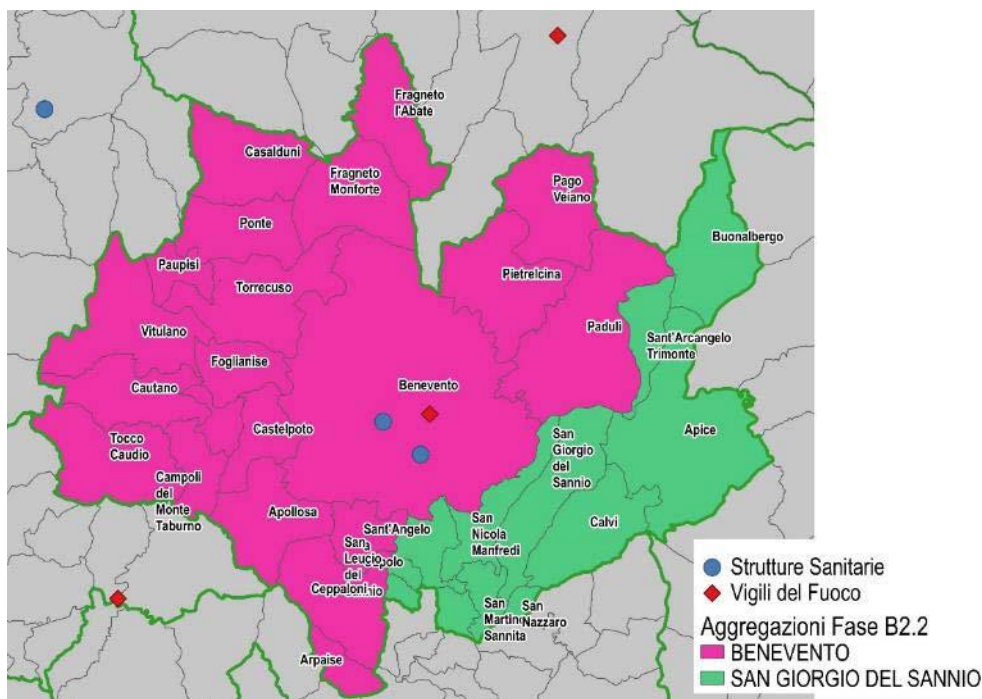 Fragneto
l'Abate
Casalduni
Fragneto
Monforte
Pago
Veiano
Ponte
Buonalbergo
Paupisi
Pietrelcina
Torrecuso
Vitulano
Paduli
Sant'Arcangelo
Trimonte
Foglianise
Cautano
Benevento
Castelpoto
Apice
Tocco
Caudio
San
Giorgio
del
Sannio
Campoli
del
Monte
Taburno
Apollosa
Sant'Angelo
San
Nicola
Manfredi
Calvi
San
Leucio
del
Ceppaloni
San
Martino
Sannita
San
Nazzaro
Arpaise
Strutture Sanitarie
Vigili del Fuoco
Aggregazioni Fase B2.2
BENEVENTO
SAN GIORGIO DEL SANNIO